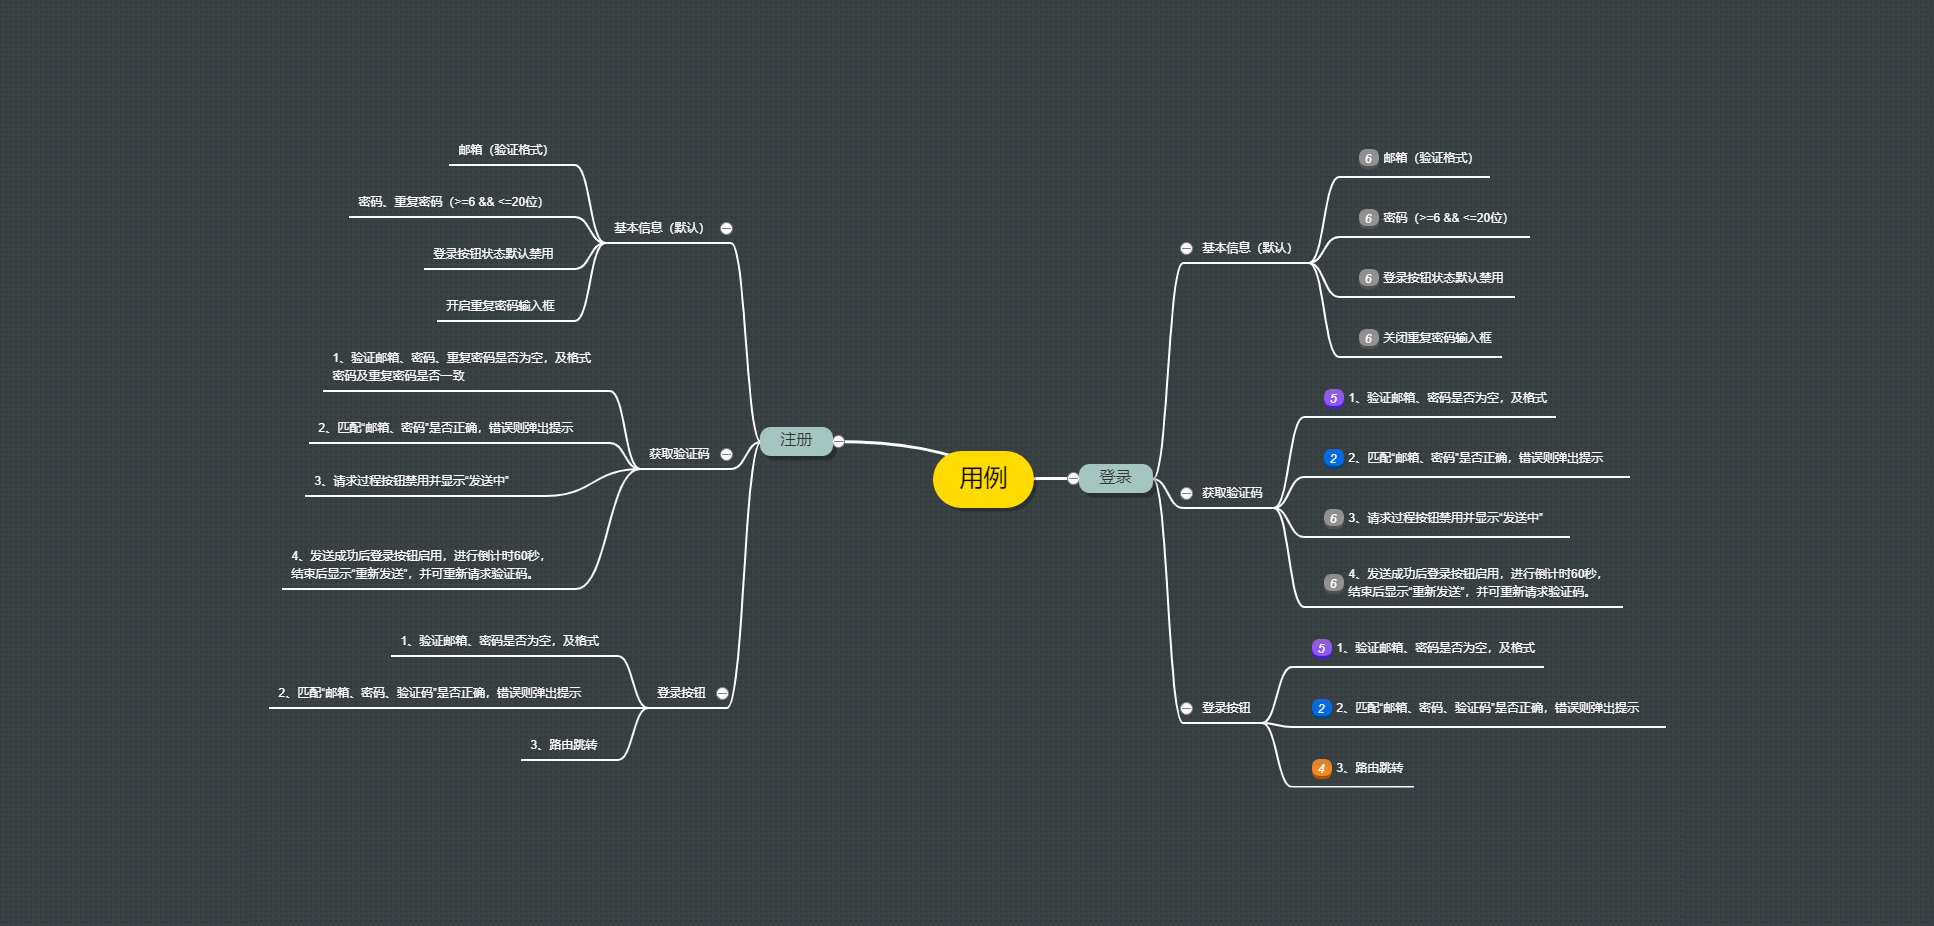 用例
注册
基本信息（默认）
邮箱（验证格式）
密码、重复密码（>=6 && <=20位）
登录按钮状态默认禁用
开启重复密码输入框
获取验证码
1、验证邮箱、密码、重复密码是否为空，及格式
密码及重复密码是否一致
2、匹配“邮箱、密码”是否正确，错误则弹出提示
3、请求过程按钮禁用并显示“发送中”
4、发送成功后登录按钮启用，进行倒计时60秒，
结束后显示“重新发送”，并可重新请求验证码。
登录按钮
1、验证邮箱、密码是否为空，及格式
2、匹配“邮箱、密码、验证码”是否正确，错误则弹出提示
3、路由跳转
登录
基本信息（默认）
6 邮箱（验证格式）
6 密码（>=6 && <=20位）
6 登录按钮状态默认禁用
6 关闭重复密码输入框
获取验证码
5 1、验证邮箱、密码是否为空，及格式
2 2、匹配“邮箱、密码”是否正确，错误则弹出提示
6 3、请求过程按钮禁用并显示“发送中”
6 4、发送成功后登录按钮启用，进行倒计时60秒，
结束后显示“重新发送”，并可重新请求验证码。
登录按钮
5 1、验证邮箱、密码是否为空，及格式
2 2、匹配“邮箱、密码、验证码”是否正确，错误则弹出提示
4 3、路由跳转